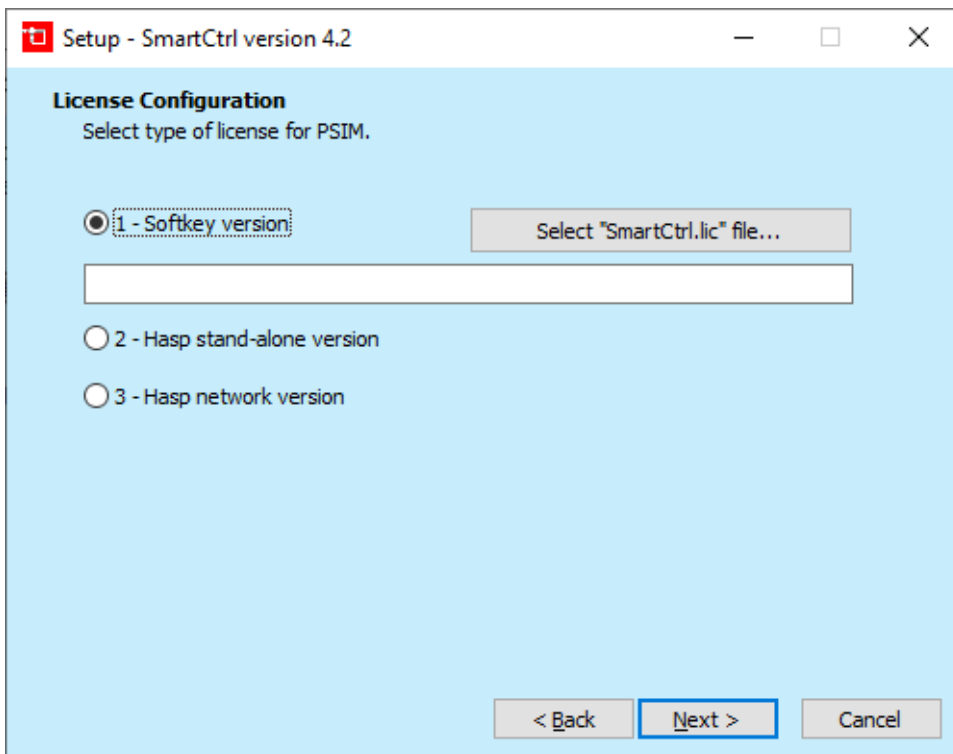 Setup - SmartCtrl version 4.2
License Configuration
Select type of license for PSIM.
1 - Softkey version
Select "SmartCtrl.lic" file...
2 - Hasp stand-alone version
3 - Hasp network version
< Back
Next >
Cancel